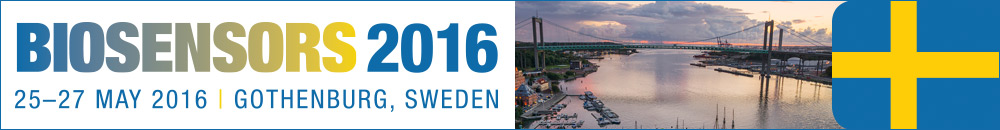 BIOSENSORS 2016
25–27 MAY 2016 | GOTHENBURG, SWEDEN